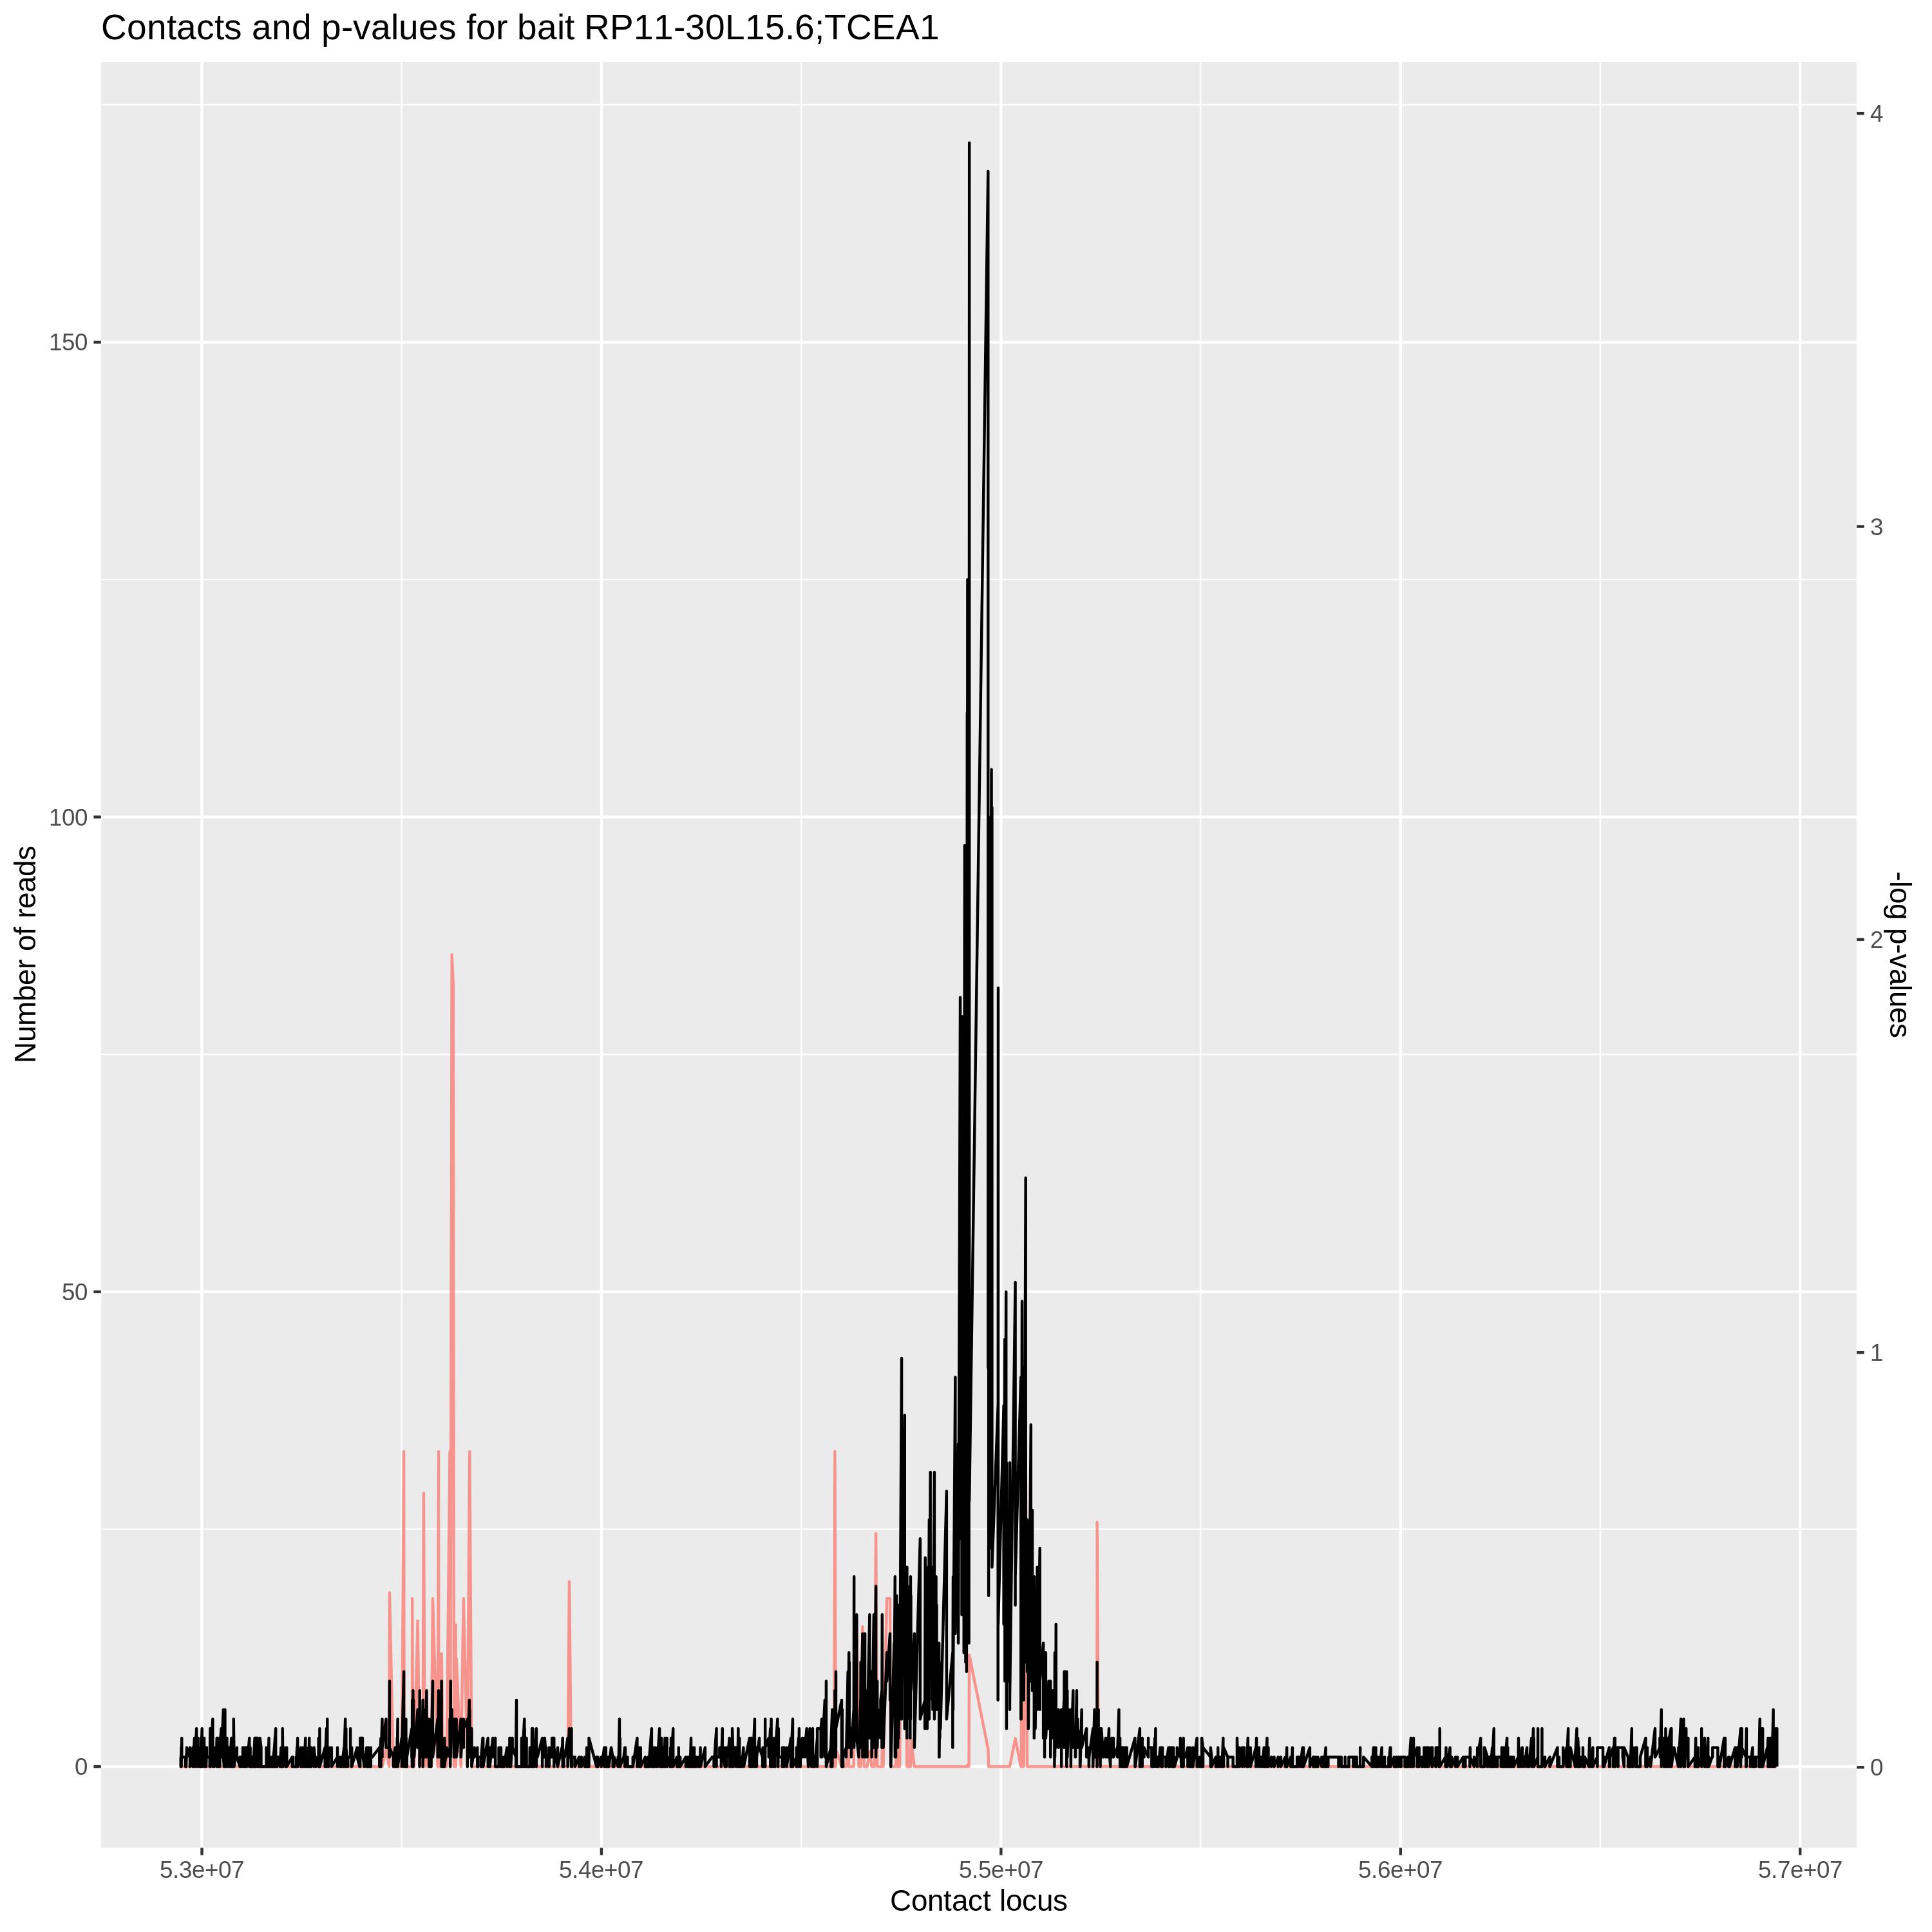 Contacts and p-values for bait RP11-30L15.6;TCEA1
Number of reads
150
100
50
0
4
3
2
1
0
-log p-values
5.3e+07
5.4e+07
5.5e+07
5.6e+07
5.7e+07
Contact locus